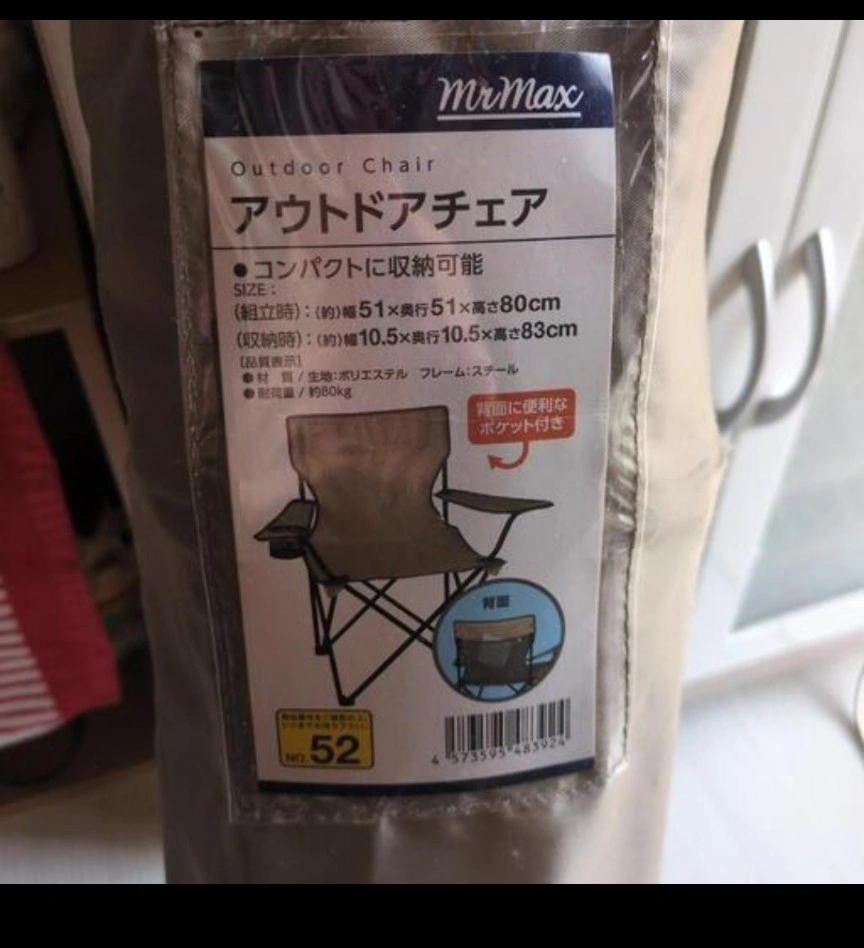 MrMax
Outdoor Chair
アウトドアチェア
●コンパクトに収納可能
SIZE:
(組立時):(約)幅51×奥行51×高さ80cm
(収納時):(約)幅10.5×奥行10.5×高さ83cm
[品質表示]
●材 質/生地:ポリエステル フレーム:スチール
●耐荷重/約80kg
背面に便利な
ポケット付き
背面
NO.52
4 573595 483924